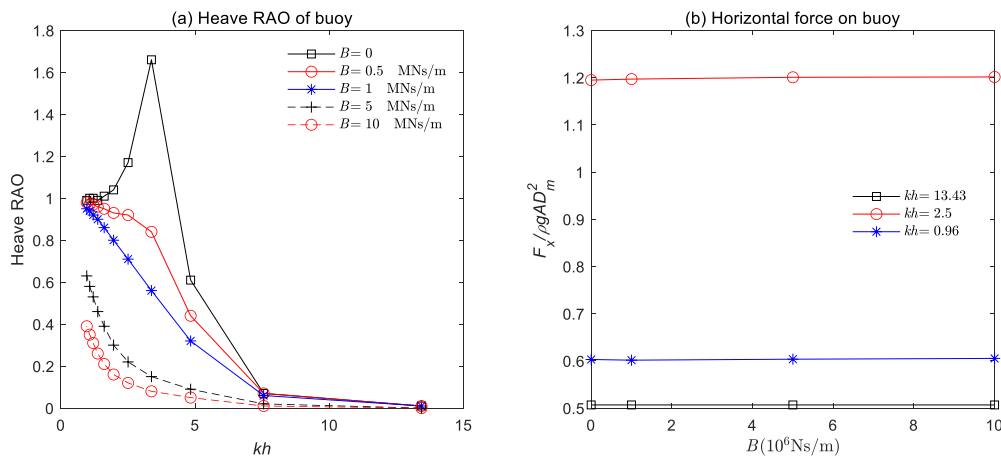 (a) Heave RAO of buoy
Heave RAO
1.8
1.6
1.4
1.2
1
0.8
0.6
0.4
0.2
0
0
5
10
15
kh
B = 0
B = 0.5 MNs/m
B = 1 MNs/m
B = 5 MNs/m
B = 10 MNs/m
(b) Horizontal force on buoy
F_x/ρgAD_m^2
1.3
1.2
1.1
1
0.9
0.8
0.7
0.6
0.5
0
2
4
6
8
10
B(10^6Ns/m)
kh = 13.43
kh = 2.5
kh = 0.96